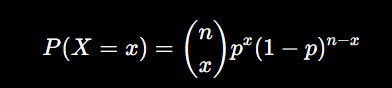 $P(X = x) = \binom{n}{x} p^x (1 - p)^{n-x}$